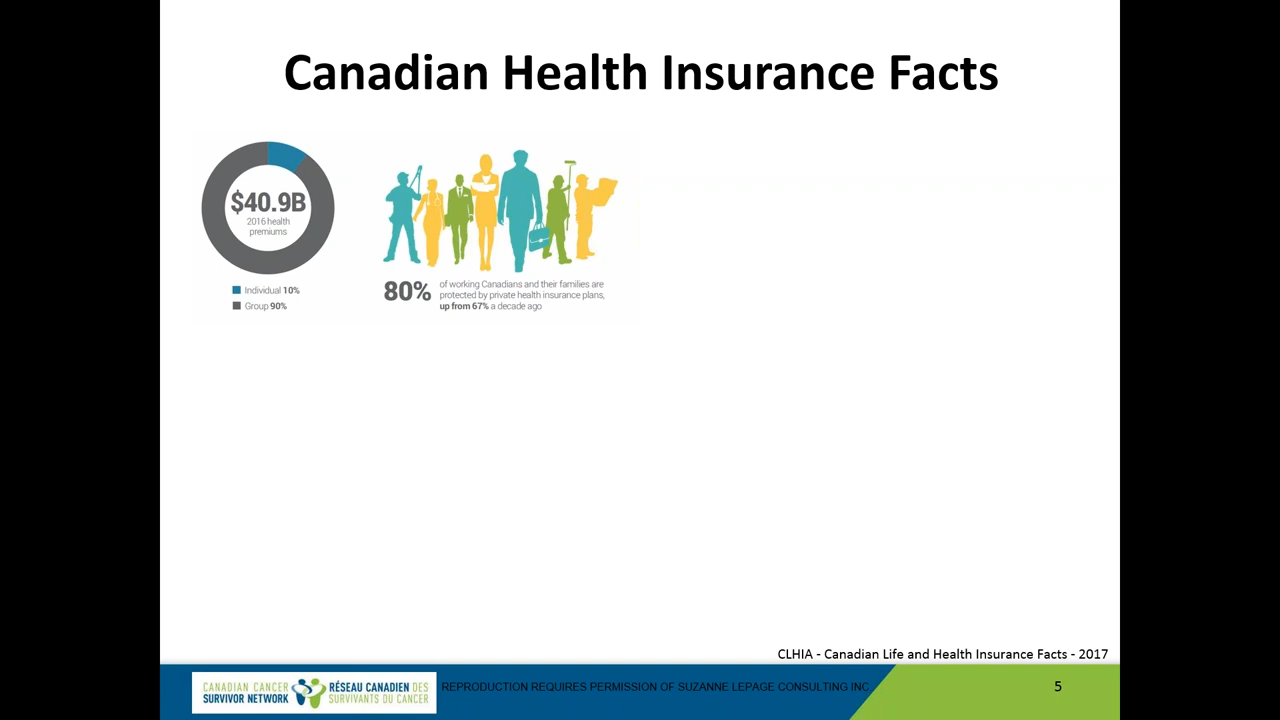 Canadian Health Insurance Facts
$40.9B
2016 health
premiums
Individual 10%
Group 90%
80%
of working Canadians and their families are
protected by private health insurance plans,
up from 67% a decade ago
CLHIA - Canadian Life and Health Insurance Facts - 2017
CANADIAN CANCER
SURVIVOR NETWORK
RÉSEAU CANADIEN DES
SURVIVANTS DU CANCER
REPRODUCTION REQUIRES PERMISSION OF SUZANNE LEPAGE CONSULTING INC.
5